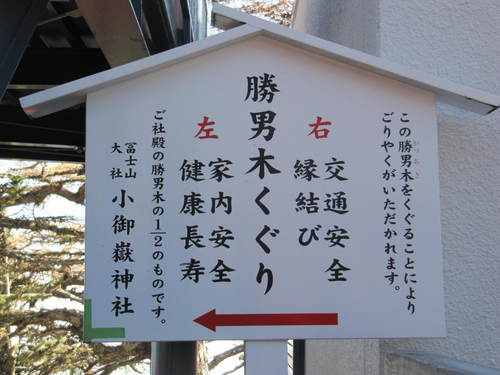 この勝男木をくぐることにより
ごりやくがいただかれます。
右
交通安全
縁結び
勝男木くぐり
左
家内安全
健康長寿
ご社殿の勝男木の1/2のものです。
冨士山
大社
小御嶽神社